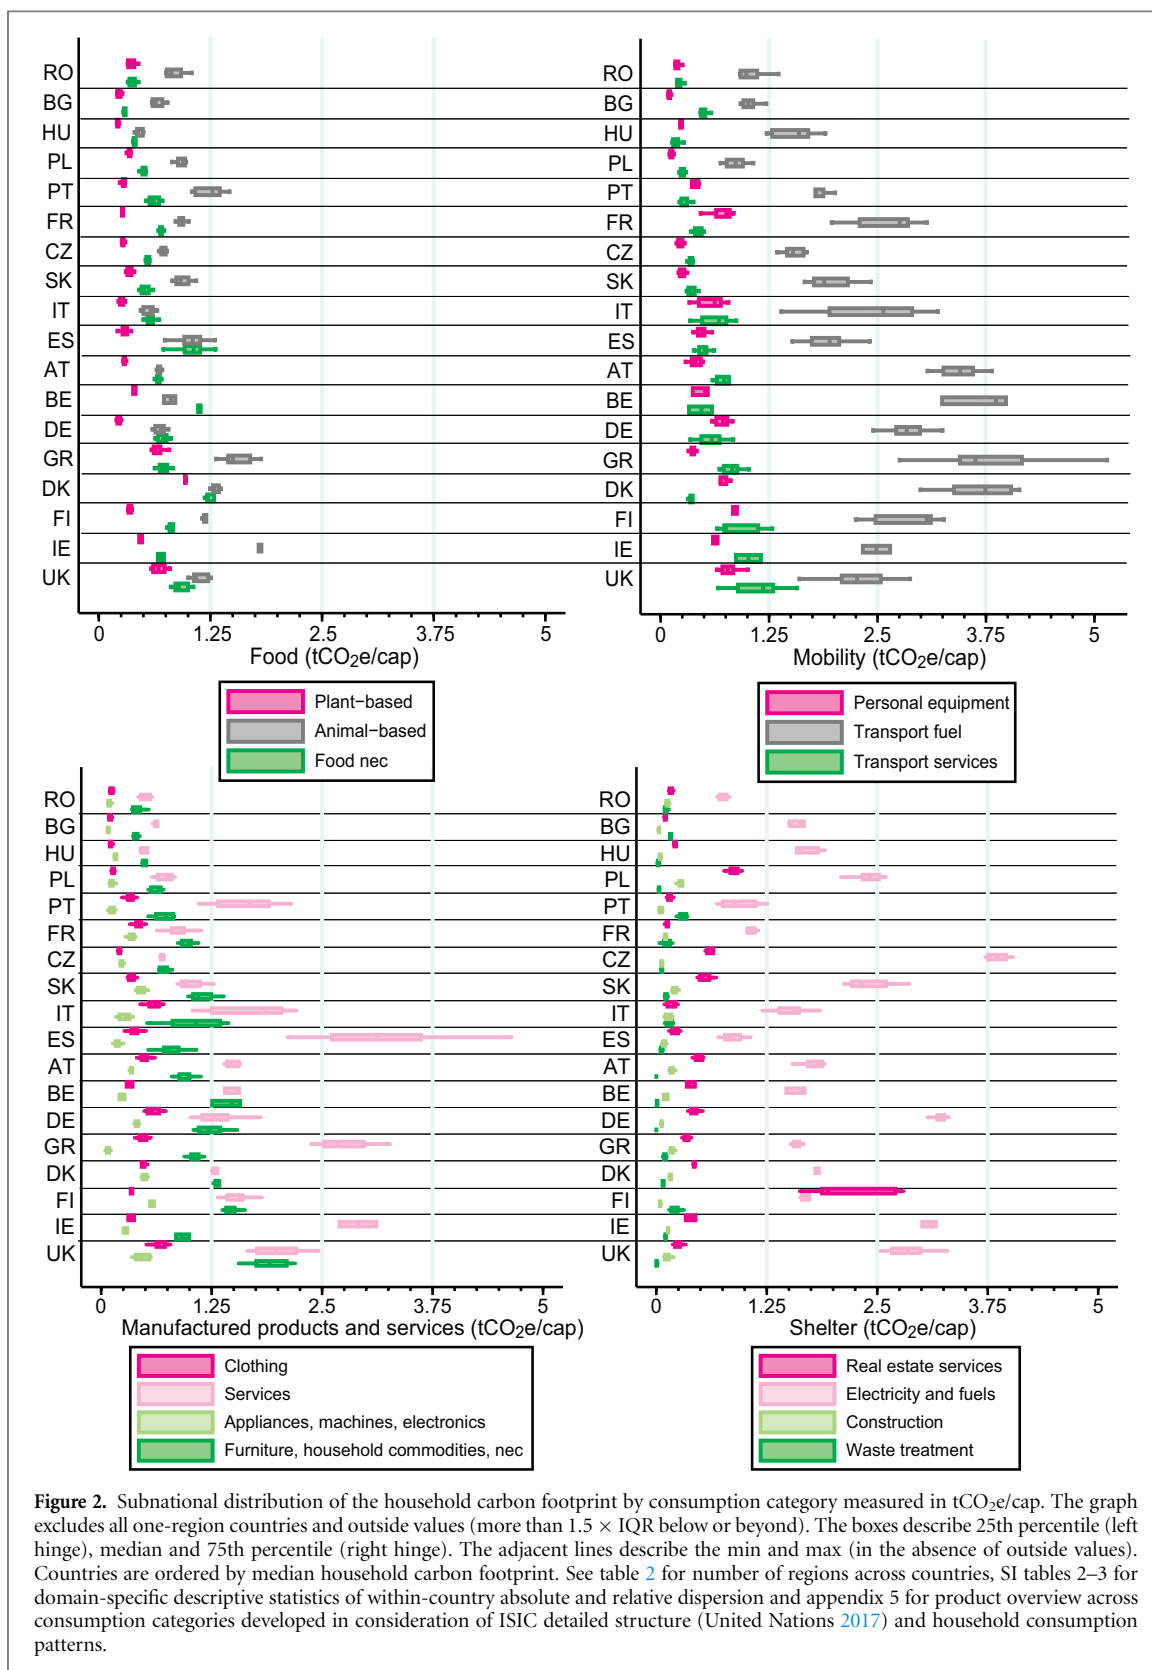 RO
BG
HU
PL
PT
FR
CZ
SK
IT
ES
AT
BE
DE
GR
DK
FI
IE
UK
0 1.25 2.5 3.75 5
Food (tCO2e/cap)
Plant−based
Animal−based
Food nec
RO
BG
HU
PL
PT
FR
CZ
SK
IT
ES
AT
BE
DE
GR
DK
FI
IE
UK
0 1.25 2.5 3.75 5
Mobility (tCO2e/cap)
Personal equipment
Transport fuel
Transport services
RO
BG
HU
PL
PT
FR
CZ
SK
IT
ES
AT
BE
DE
GR
DK
FI
IE
UK
0 1.25 2.5 3.75 5
Manufactured products and services (tCO2e/cap)
Clothing
Services
Appliances, machines, electronics
Furniture, household commodities, nec
RO
BG
HU
PL
PT
FR
CZ
SK
IT
ES
AT
BE
DE
GR
DK
FI
IE
UK
0 1.25 2.5 3.75 5
Shelter (tCO2e/cap)
Real estate services
Electricity and fuels
Construction
Waste treatment
Figure 2. Subnational distribution of the household carbon footprint by consumption category measured in tCO2e/cap. The graph
excludes all one-region countries and outside values (more than 1.5 × IQR below or beyond). The boxes describe 25th percentile (left
hinge), median and 75th percentile (right hinge). The adjacent lines describe the min and max (in the absence of outside values).
Countries are ordered by median household carbon footprint. See table 2 for number of regions across countries, SI tables 2–3 for
domain-specific descriptive statistics of within-country absolute and relative dispersion and appendix 5 for product overview across
consumption categories developed in consideration of ISIC detailed structure (United Nations 2017) and household consumption
patterns.